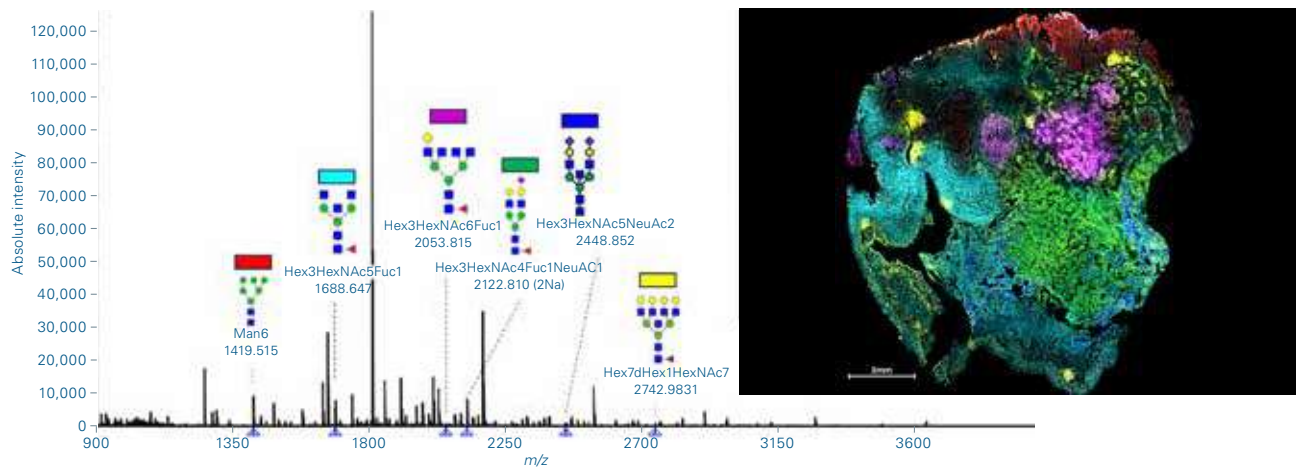 120,000
110,000
100,000
90,000
80,000
70,000
60,000
50,000
40,000
30,000
20,000
10,000
0
Absolute intensity
900
1350
1800
2250
2700
3150
3600
m/z
Man6
1419.515
Hex3HexNAc5Fuc1
1688.647
Hex3HexNAc6Fuc1
2053.815
Hex3HexNAc4Fuc1NeuAC1
2122.810 (2Na)
Hex3HexNAc5NeuAc2
2448.852
Hex7dHex1HexNAc7
2742.9831